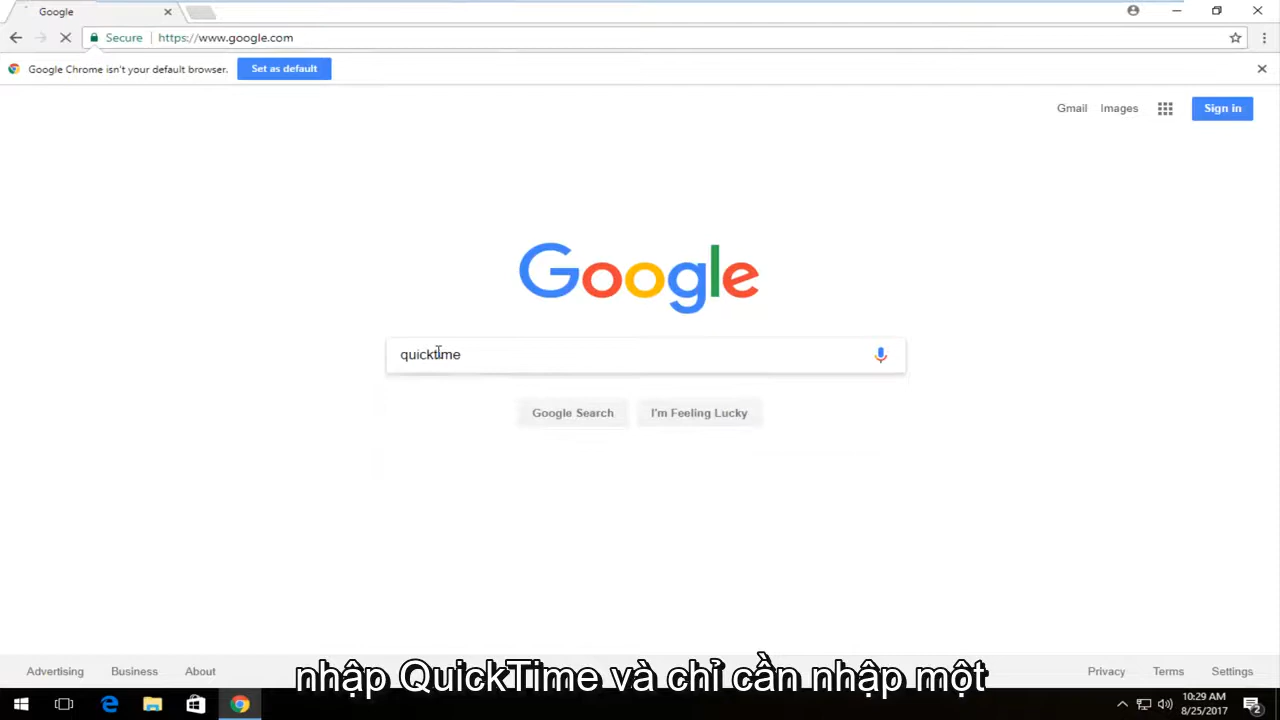 Google
Secure https://www.google.com
Google Chrome isn't your default browser. Set as default
Gmail Images Sign in
Google
quicktime
Google Search I'm Feeling Lucky
Advertising Business About Privacy Terms Settings
nhập QuickTime và chỉ cần nhập một
10:29 AM
8/25/2017
2